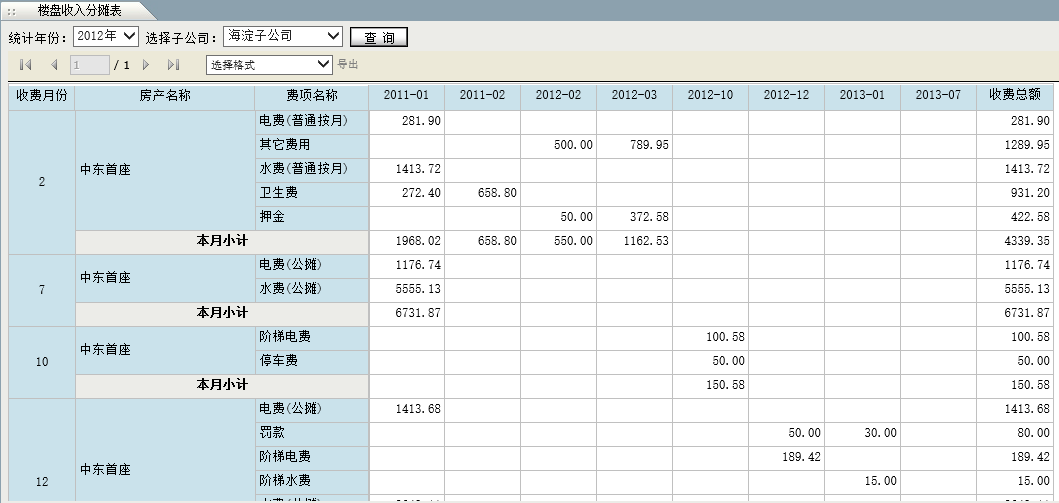 楼盘收入分摊表
统计年份: 2012年 选择子公司: 海淀子公司 查 询
1 / 1 选择格式 导出
收费月份 房产名称 费项名称 2011-01 2011-02 2012-02 2012-03 2012-10 2012-12 2013-01 2013-07 收费总额
2 中东首座 电费(普通按月) 281.90 281.90
其它费用 500.00 789.95 1289.95
水费(普通按月) 1413.72 1413.72
卫生费 272.40 658.80 931.20
押金 50.00 372.58 422.58
本月小计 1968.02 658.80 550.00 1162.53 4339.35
7 中东首座 电费(公摊) 1176.74 1176.74
水费(公摊) 5555.13 5555.13
本月小计 6731.87 6731.87
10 中东首座 阶梯电费 100.58 100.58
停车费 50.00 50.00
本月小计 150.58 150.58
12 中东首座 电费(公摊) 1413.68 1413.68
罚款 50.00 30.00 80.00
阶梯电费 189.42 189.42
阶梯水费 15.00 15.00